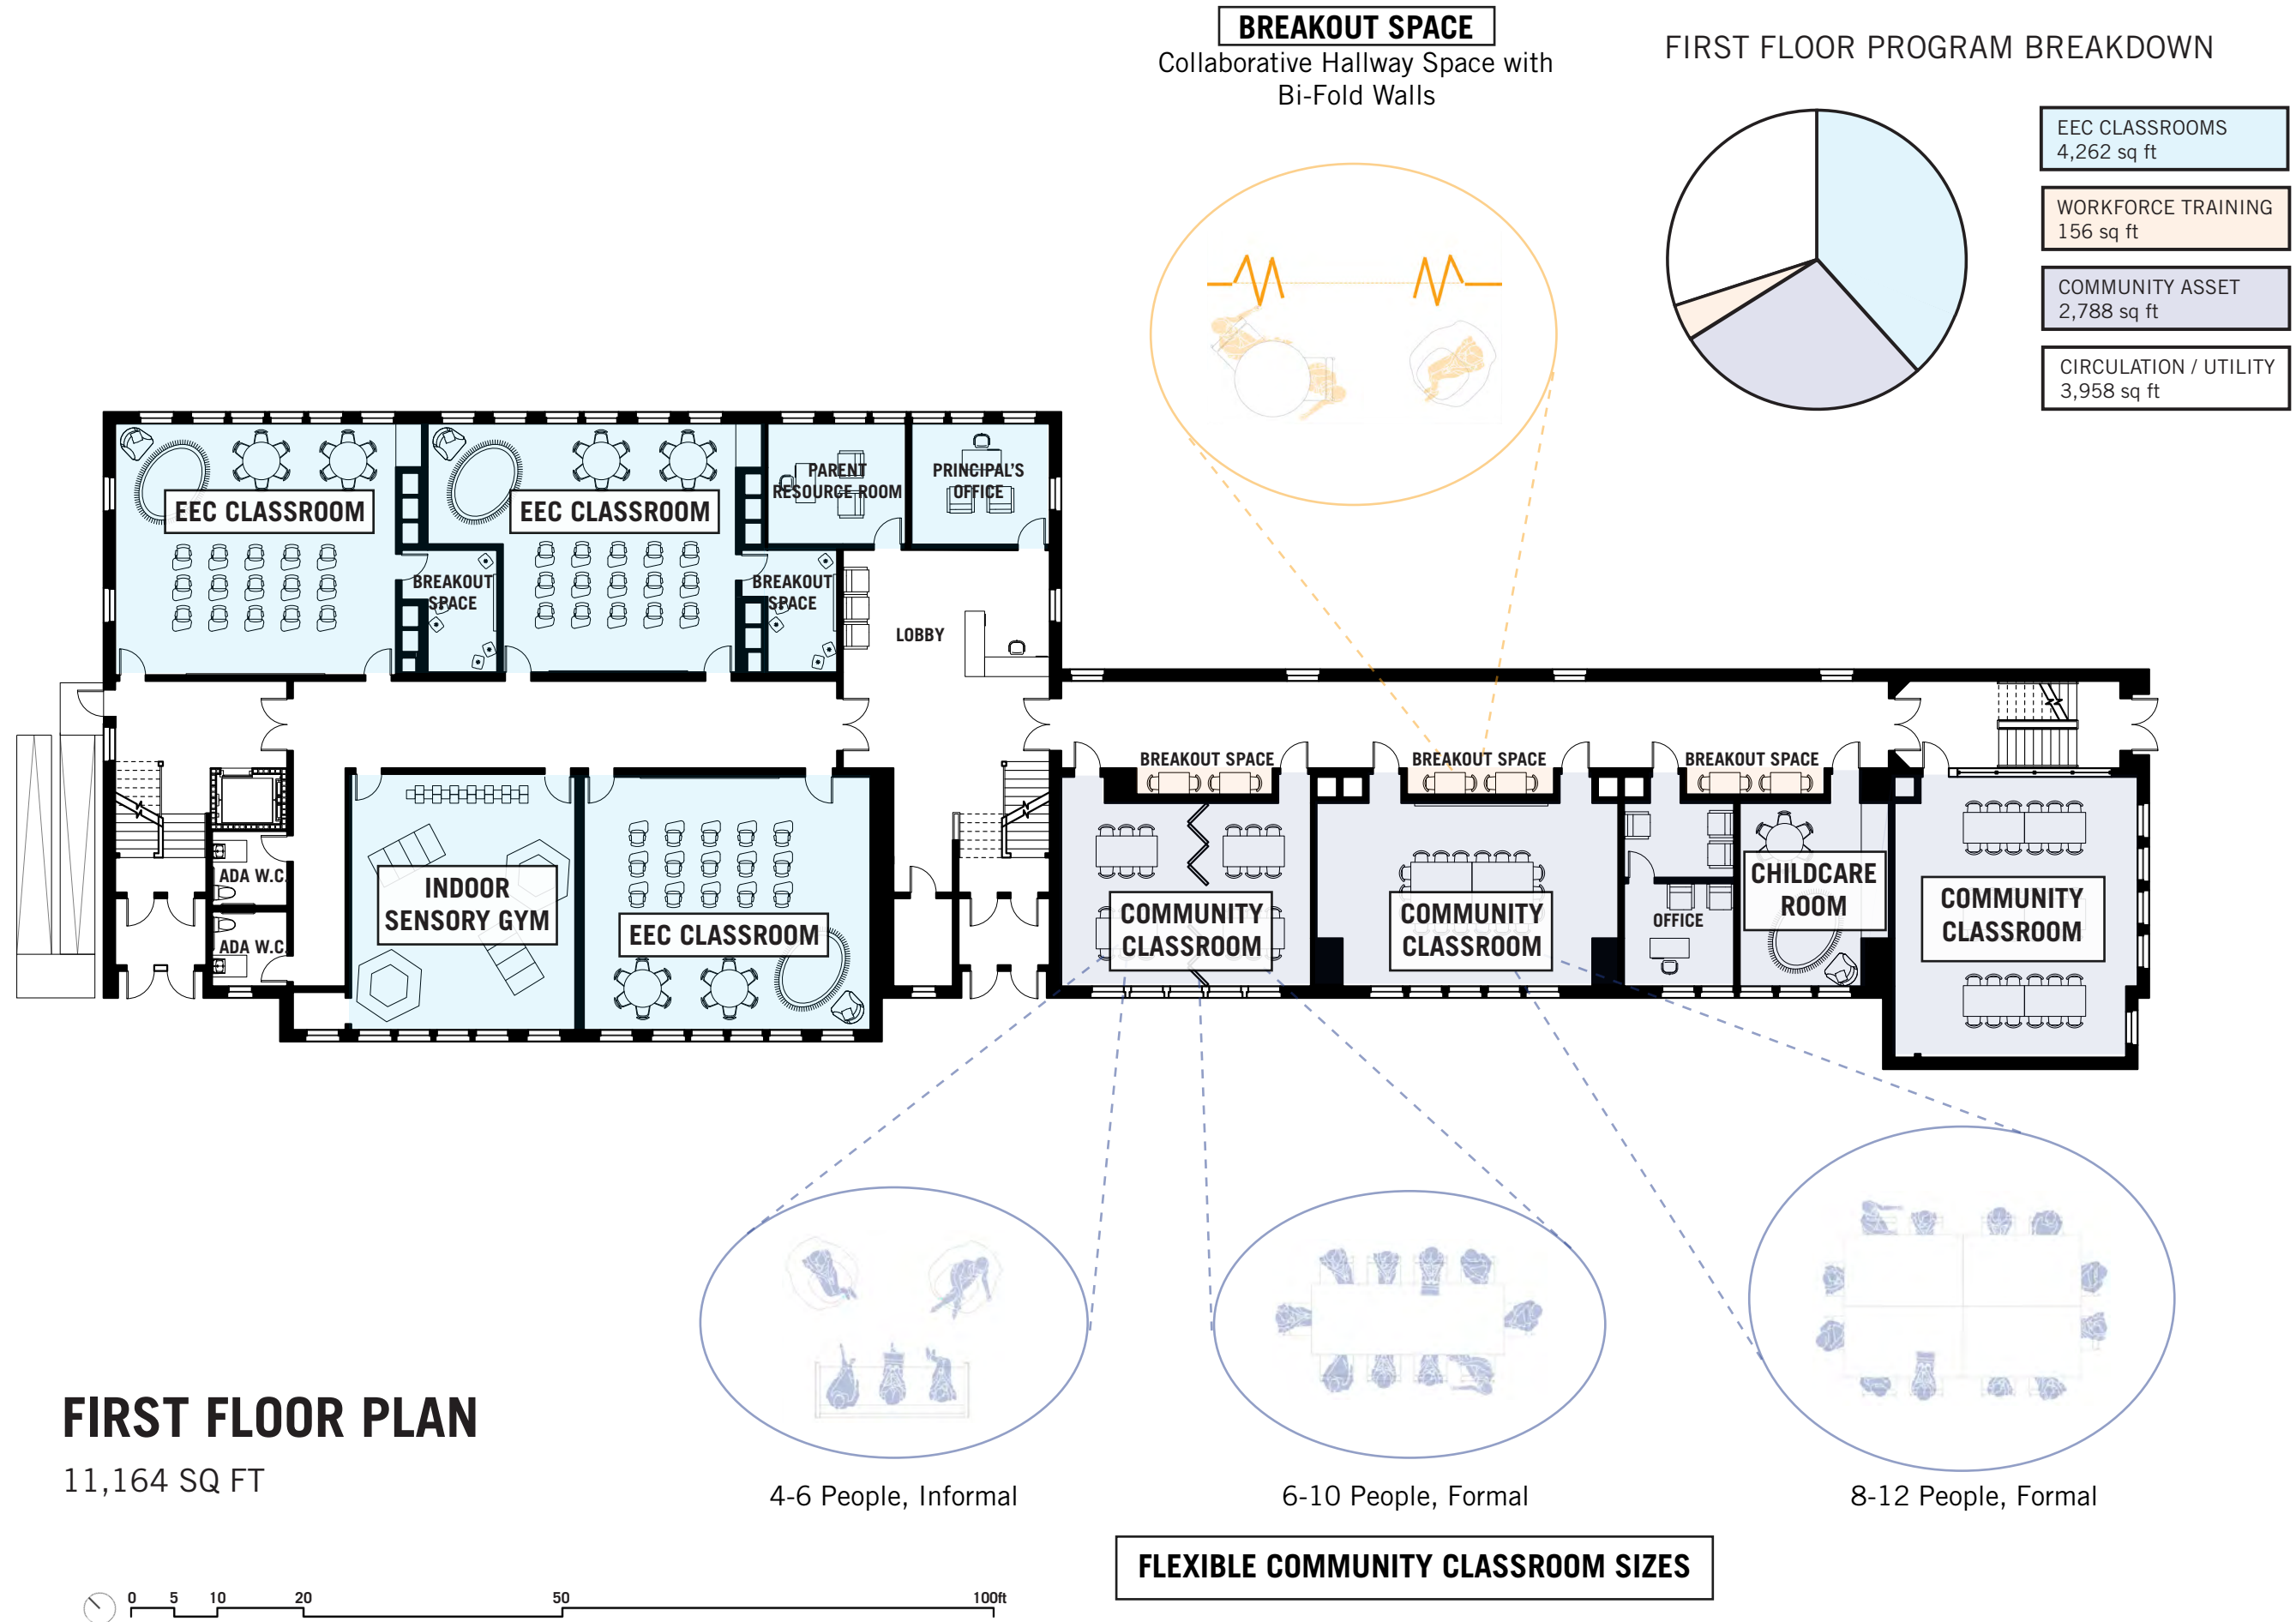 BREAKOUT SPACE
Collaborative Hallway Space with
Bi-Fold Walls
FIRST FLOOR PROGRAM BREAKDOWN
EEC CLASSROOMS
4,262 sq ft
WORKFORCE TRAINING
156 sq ft
COMMUNITY ASSET
2,788 sq ft
CIRCULATION / UTILITY
3,958 sq ft
EEC CLASSROOM
EEC CLASSROOM
PARENT
RESOURCE ROOM
PRINCIPAL'S
OFFICE
BREAKOUT
SPACE
BREAKOUT
SPACE
LOBBY
BREAKOUT SPACE
BREAKOUT SPACE
BREAKOUT SPACE
ADA W.C.
ADA W.C.
INDOOR
SENSORY GYM
EEC CLASSROOM
COMMUNITY
CLASSROOM
COMMUNITY
CLASSROOM
OFFICE
CHILDCARE
ROOM
COMMUNITY
CLASSROOM
FIRST FLOOR PLAN
11,164 SQ FT
4-6 People, Informal
6-10 People, Formal
8-12 People, Formal
FLEXIBLE COMMUNITY CLASSROOM SIZES
0 5 10 20 50 100ft